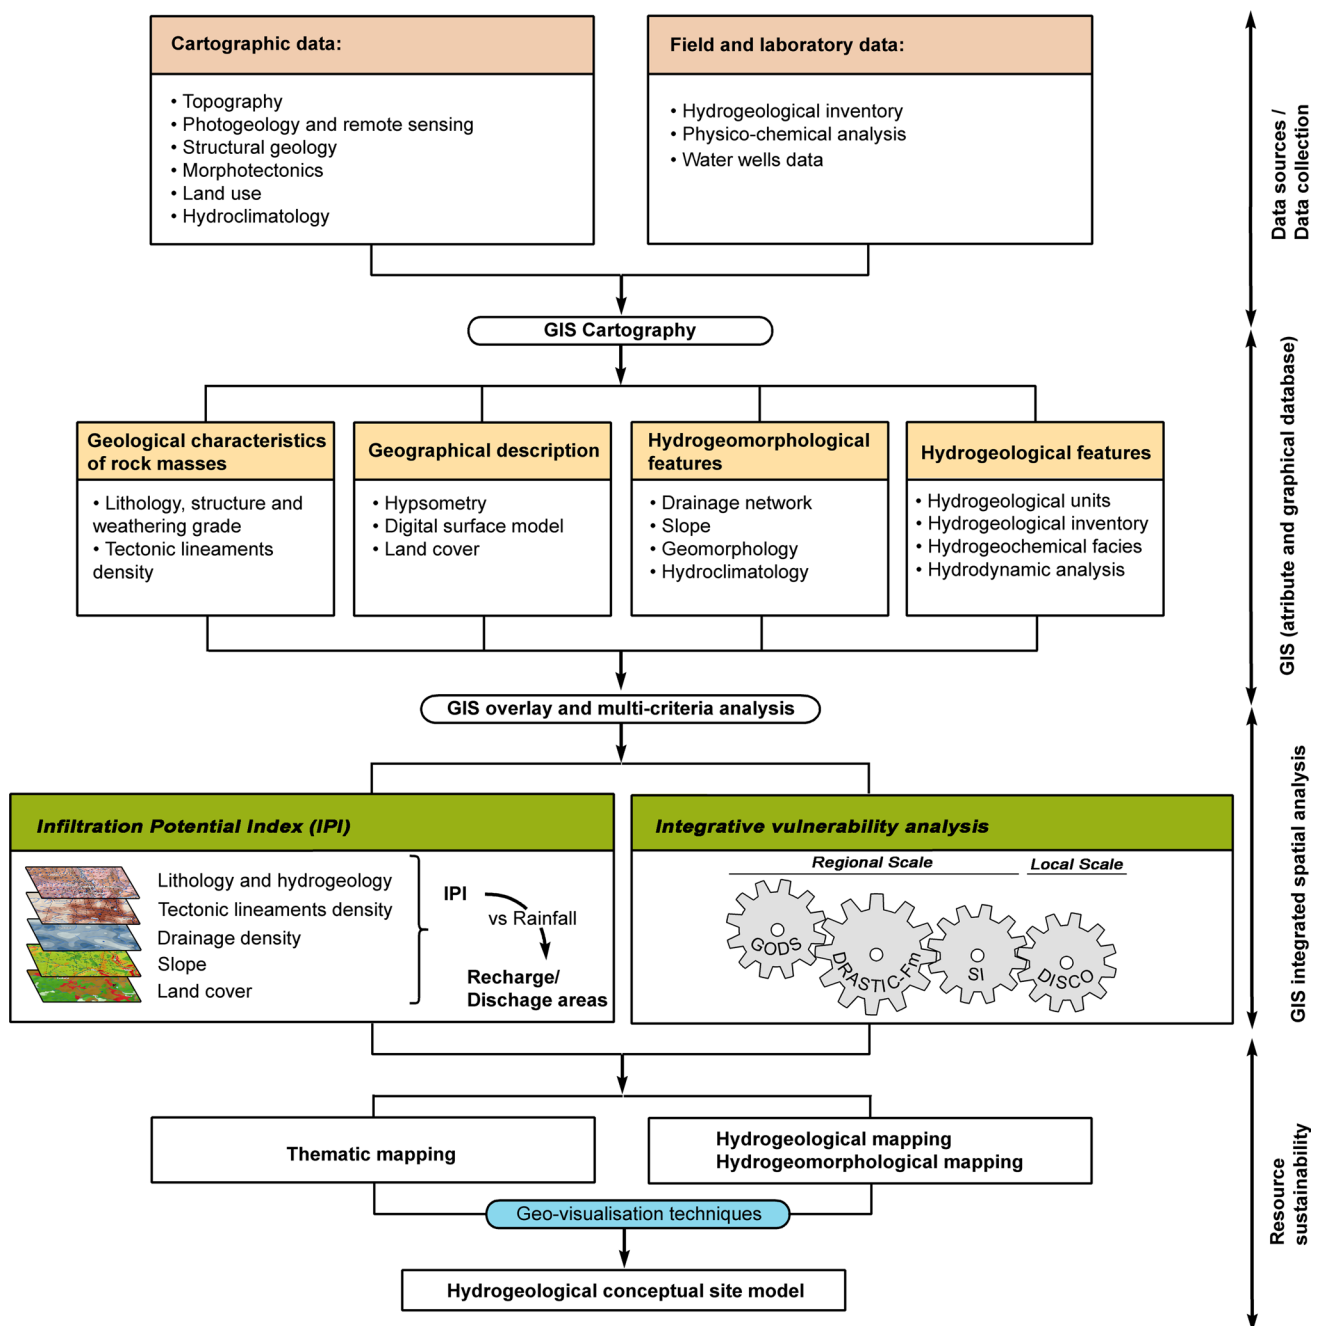 Cartographic data:
• Topography
• Photogeology and remote sensing
• Structural geology
• Morphotectonics
• Land use
• Hydroclimatology
Field and laboratory data:
• Hydrogeological inventory
• Physico-chemical analysis
• Water wells data
Data sources /
Data collection
GIS Cartography
Geological characteristics
of rock masses
• Lithology, structure and
weathering grade
• Tectonic lineaments
density
Geographical description
• Hypsometry
• Digital surface model
• Land cover
Hydrogeomorphological
features
• Drainage network
• Slope
• Geomorphology
• Hydroclimatology
Hydrogeological features
• Hydrogeological units
• Hydrogeological inventory
• Hydrogeochemical facies
• Hydrodynamic analysis
GIS (atribute and graphical database)
GIS overlay and multi-criteria analysis
Infiltration Potential Index (IPI)
Lithology and hydrogeology
Tectonic lineaments density
Drainage density
Slope
Land cover
IPI
vs Rainfall
Recharge/
Dischage areas
Integrative vulnerability analysis
Regional Scale
Local Scale
GODS
DRASTIC-Fm
SI
DISCO
GIS integrated spatial analysis
Thematic mapping
Hydrogeological mapping
Hydrogeomorphological mapping
Geo-visualisation techniques
Hydrogeological conceptual site model
Resource
sustainability